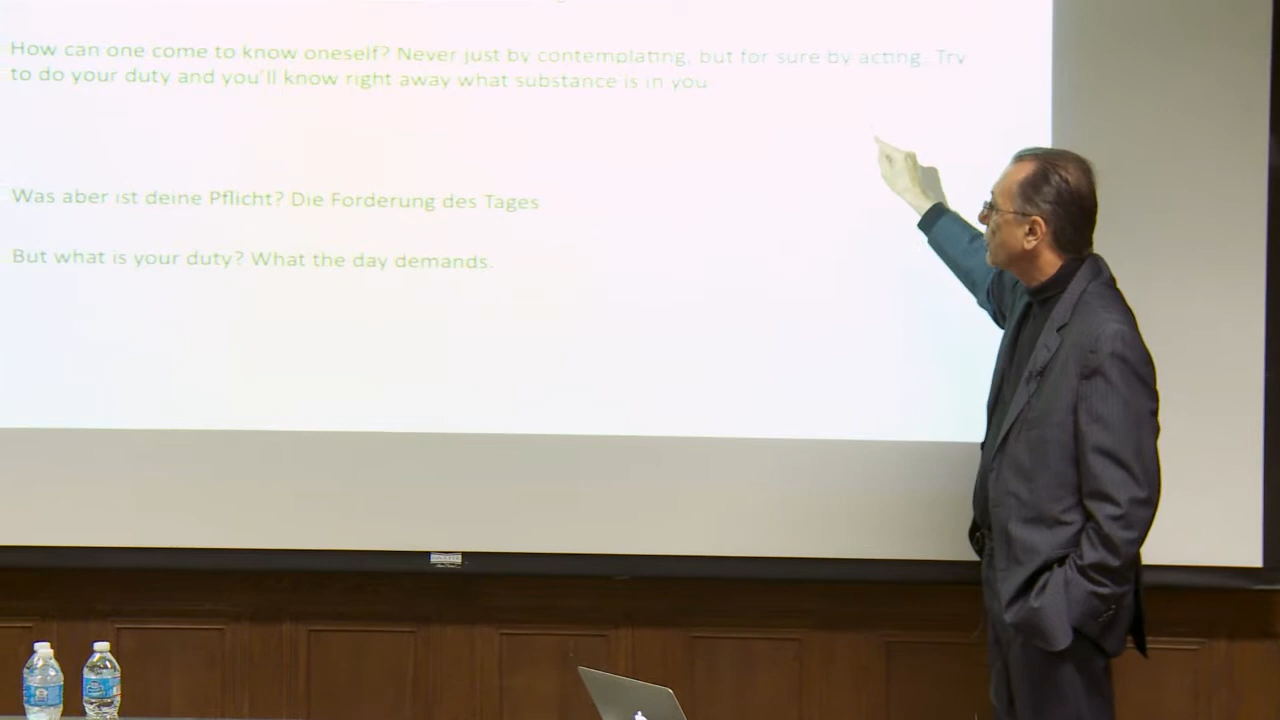 How can one come to know oneself? Never just by contemplating, but for sure by acting. Try
to do your duty and you'll know right away what substance is in you.
Was aber ist deine Pflicht? Die Forderung des Tages
But what is your duty? What the day demands.